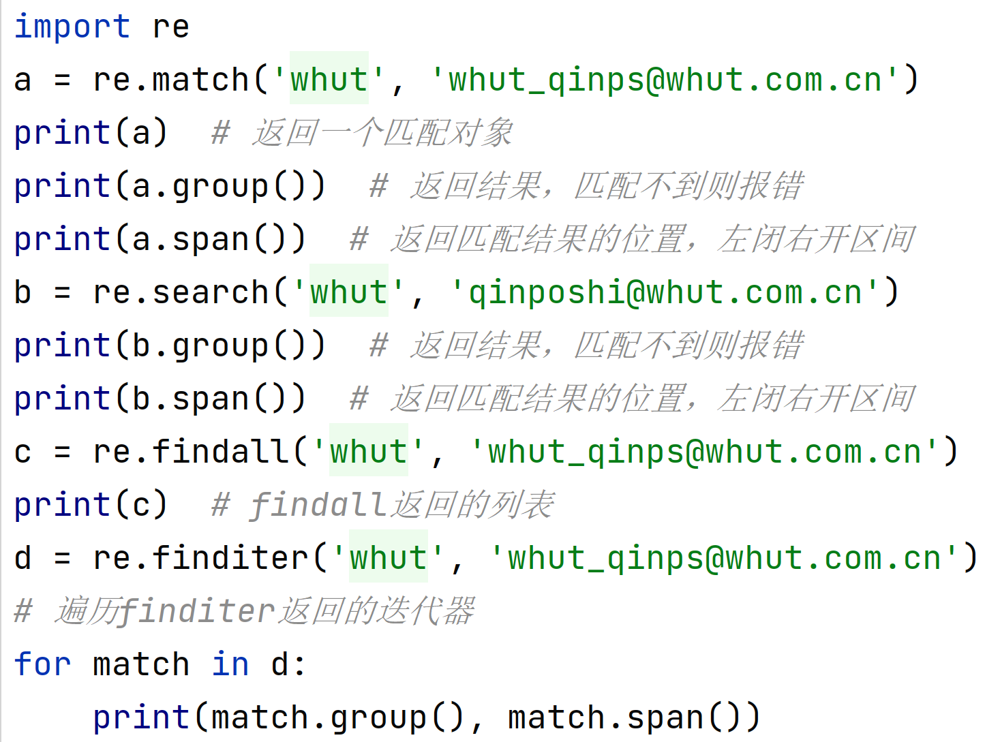 import re
a = re.match('whut', 'whut_qinps@whut.com.cn')
print(a)  # 返回一个匹配对象
print(a.group())  # 返回结果，匹配不到则报错
print(a.span())  # 返回匹配结果的位置，左闭右开区间
b = re.search('whut', 'qinposhi@whut.com.cn')
print(b.group())  # 返回结果，匹配不到则报错
print(b.span())  # 返回匹配结果的位置，左闭右开区间
c = re.findall('whut', 'whut_qinps@whut.com.cn')
print(c)  # findall返回的列表
d = re.finditer('whut', 'whut_qinps@whut.com.cn')
# 遍历finditer返回的迭代器
for match in d:
    print(match.group(), match.span())